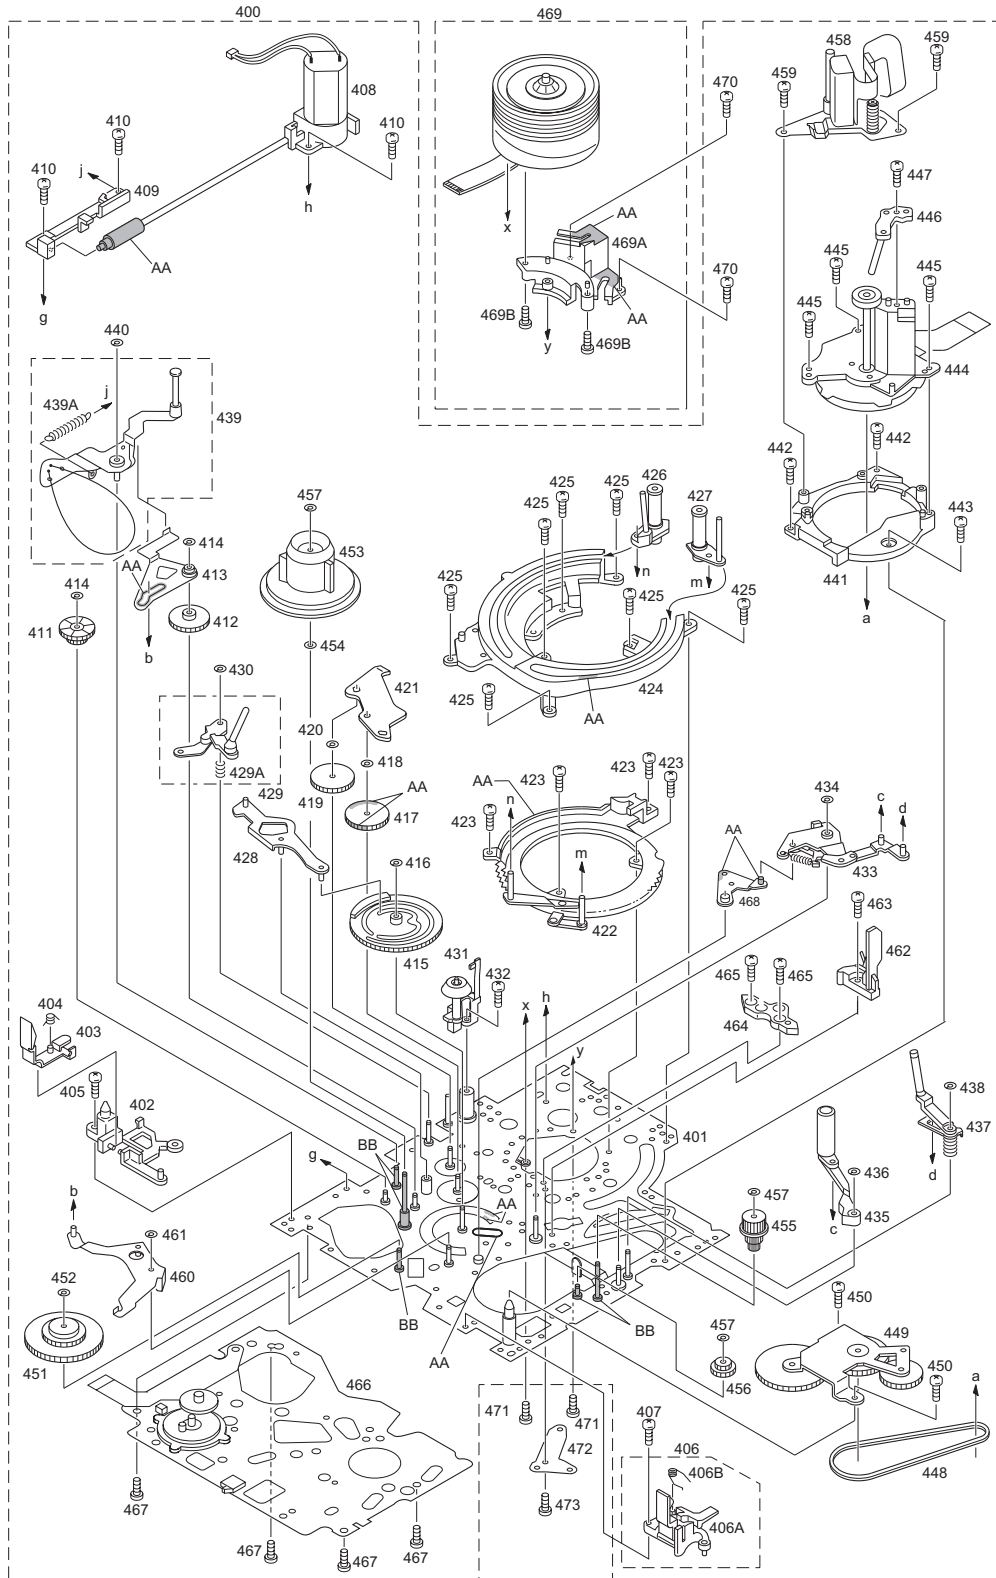 400
469
458
459
459
408
470
410
410
447
j
410
409
h
446
x
AA
469A
445
445
AA
470
g
469B
AA
440
445
y
469B
444
j
439A
439
442
442
426
425
425
427
443
457
425
414
453
n
441
AA
413
m
425
425
425
414
a
411
412
b
454
430
421
424
425
AA
420
418
429A
AA
423
423
423
434
c
d
429
419
AA
n
417
423
AA
433
428
m
416
468
463
422
431
462
415
432
465
465
404
x
h
464
403
y
405
402
438
401
437
BB
g
436
d
457
AA
b
435
455
461
c
452
460
450
BB
BB
457
449
451
AA
450
456
466
a
471
471
407
472
406
448
406B
473
467
406A
467
467
467